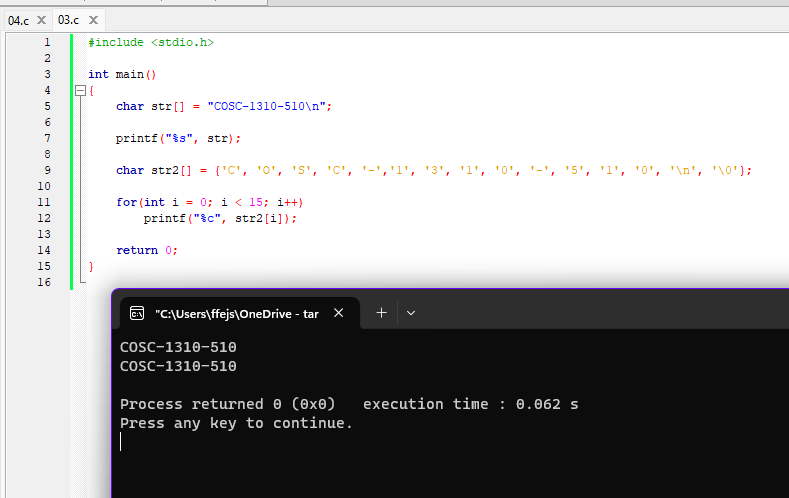 04.c X 03.c X
1 #include <stdio.h>
2
3 int main()
4 {
5 char str[] = "COSC-1310-510\n";
6
7 printf("%s", str);
8
9 char str2[] = {'C', 'O', 'S', 'C', '-','1', '3', '1', '0', '-', '5', '1', '0', '\n', '\0'};
10
11 for(int i = 0; i < 15; i++)
12 printf("%c", str2[i]);
13
14 return 0;
15 }
16
"C:\Users\ffejs\OneDrive - tar
COSC-1310-510
COSC-1310-510
Process returned 0 (0x0) execution time : 0.062 s
Press any key to continue.